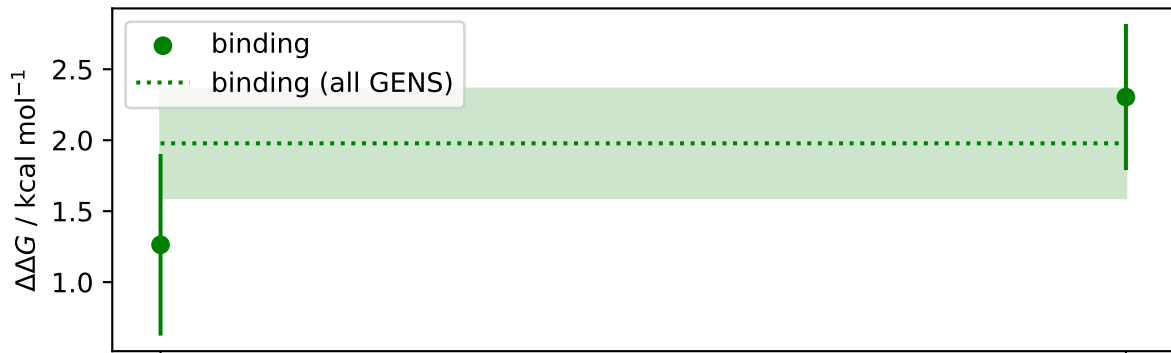 binding
binding (all GENS)
2.5
2.0
1.5
1.0
ΔΔG / kcal mol⁻¹